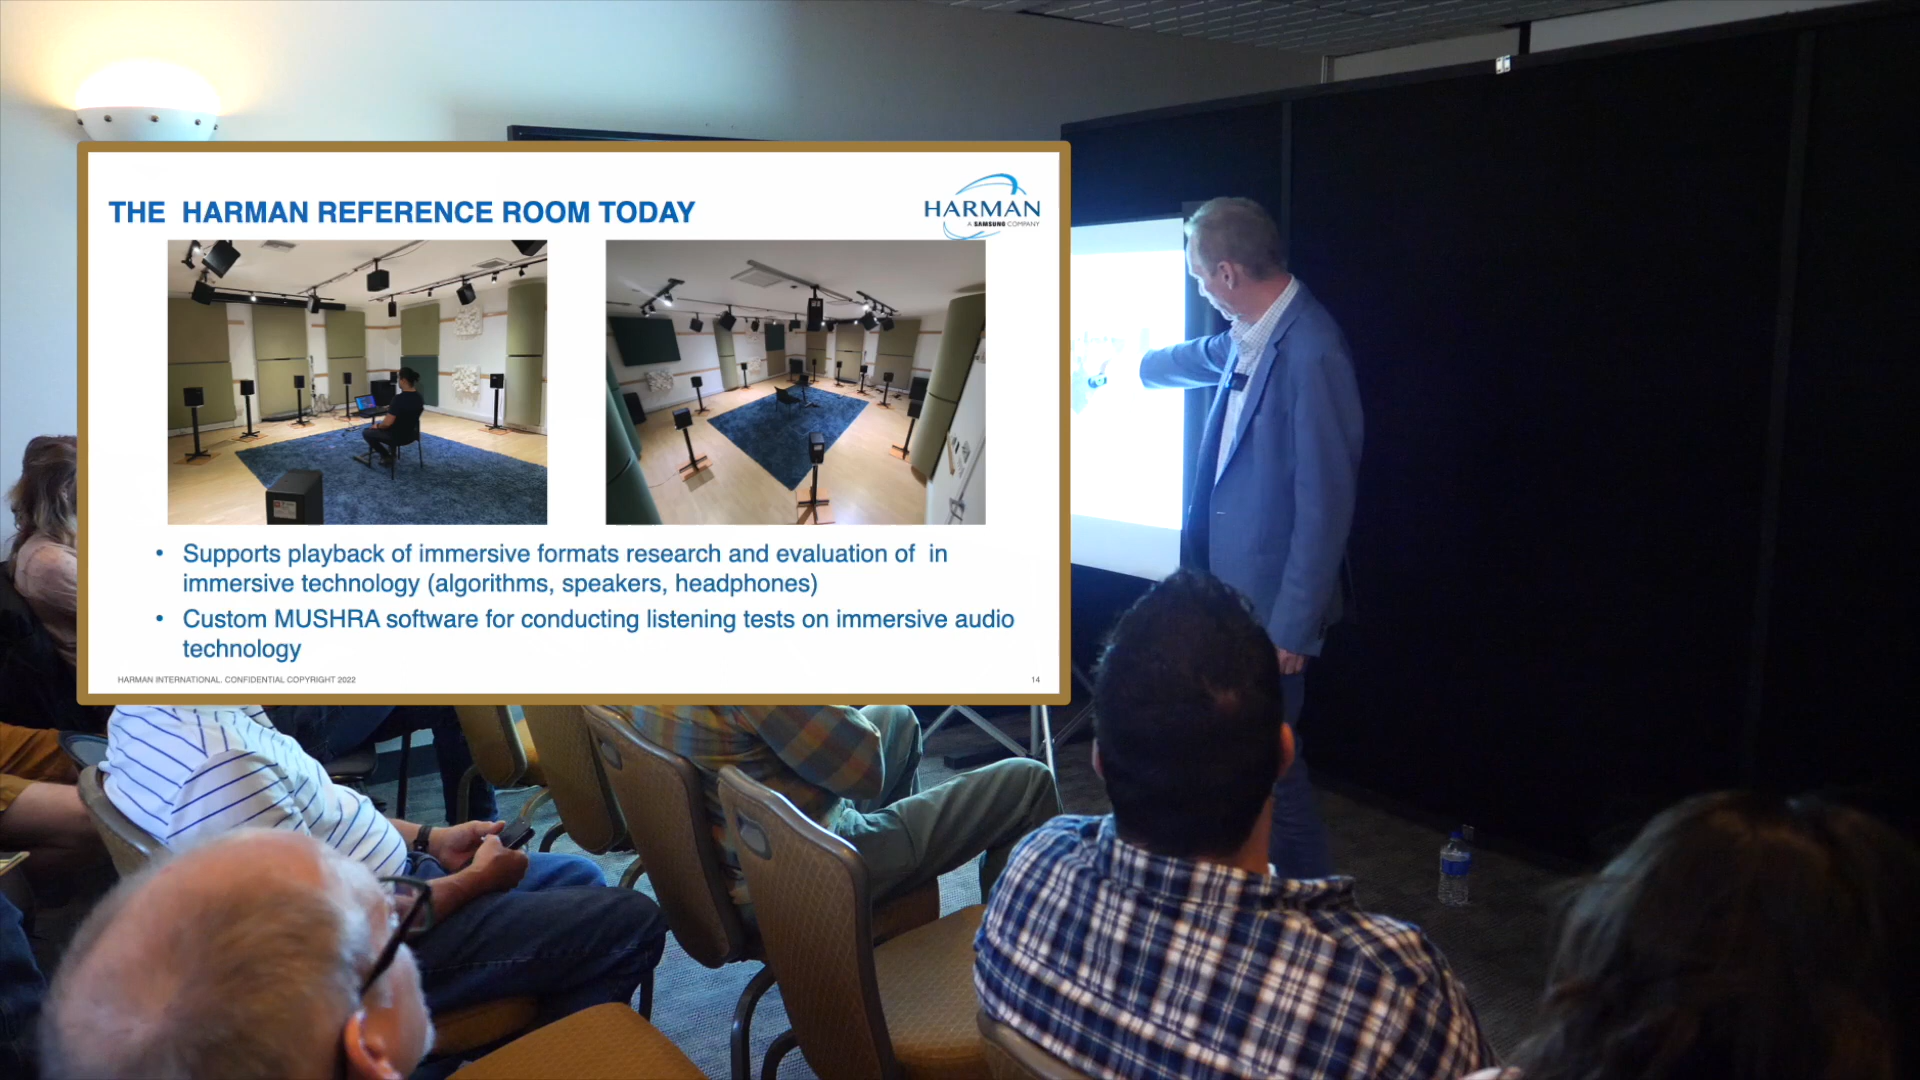 THE HARMAN REFERENCE ROOM TODAY
HARMAN
A SAMSUNG COMPANY
• Supports playback of immersive formats research and evaluation of in
immersive technology (algorithms, speakers, headphones)
• Custom MUSHRA software for conducting listening tests on immersive audio
technology
HARMAN INTERNATIONAL. CONFIDENTIAL COPYRIGHT 2022
14